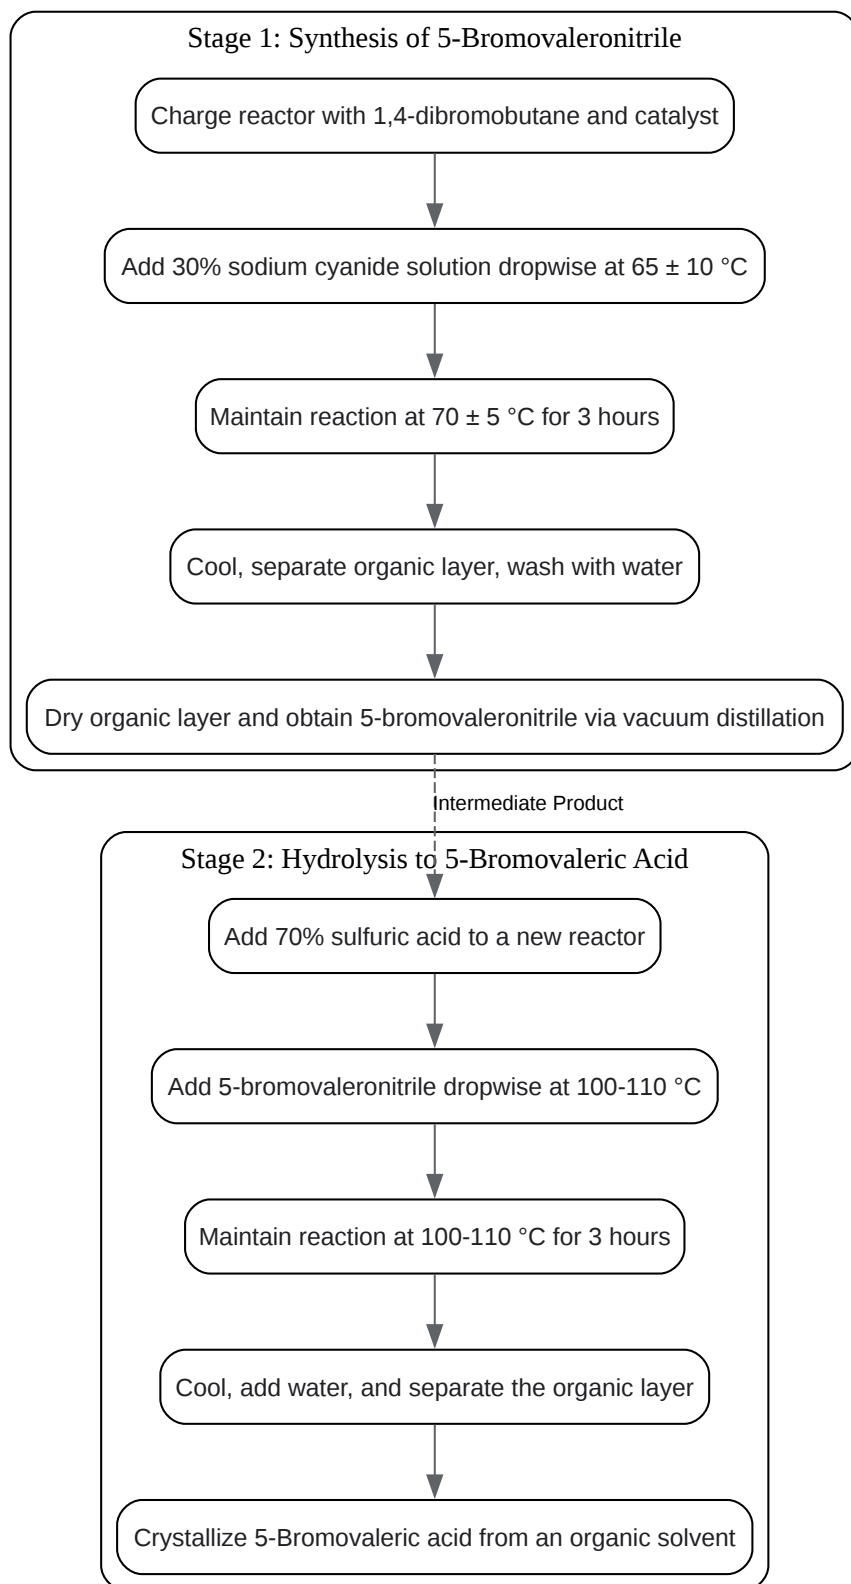 Stage 1: Synthesis of 5-Bromovaleronitrile
Charge reactor with 1,4-dibromobutane and catalyst
Add 30% sodium cyanide solution dropwise at 65 ± 10 °C
Maintain reaction at 70 ± 5 °C for 3 hours
Cool, separate organic layer, wash with water
Dry organic layer and obtain 5-bromovaleronitrile via vacuum distillation
Intermediate Product
Stage 2: Hydrolysis to 5-Bromovaleric Acid
Add 70% sulfuric acid to a new reactor
Add 5-bromovaleronitrile dropwise at 100-110 °C
Maintain reaction at 100-110 °C for 3 hours
Cool, add water, and separate the organic layer
Crystallize 5-Bromovaleric acid from an organic solvent